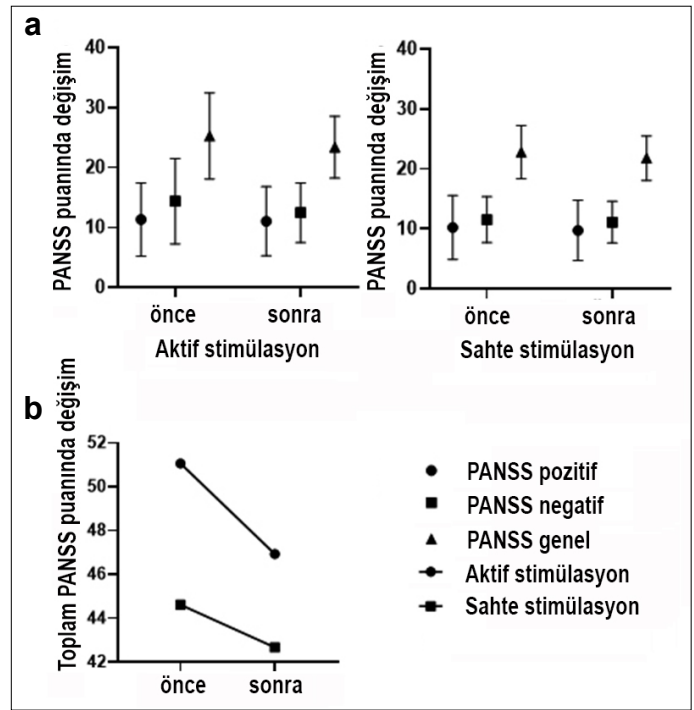 a
PANSS puanında değişim
40
30
20
10
0
önce sonra
Aktif stimülasyon
PANSS puanında değişim
40
30
20
10
0
önce sonra
Sahte stimülasyon
b
Toplam PANSS puanında değişim
52
50
48
46
44
42
önce sonra
PANSS pozitif
PANSS negatif
PANSS genel
Aktif stimülasyon
Sahte stimülasyon